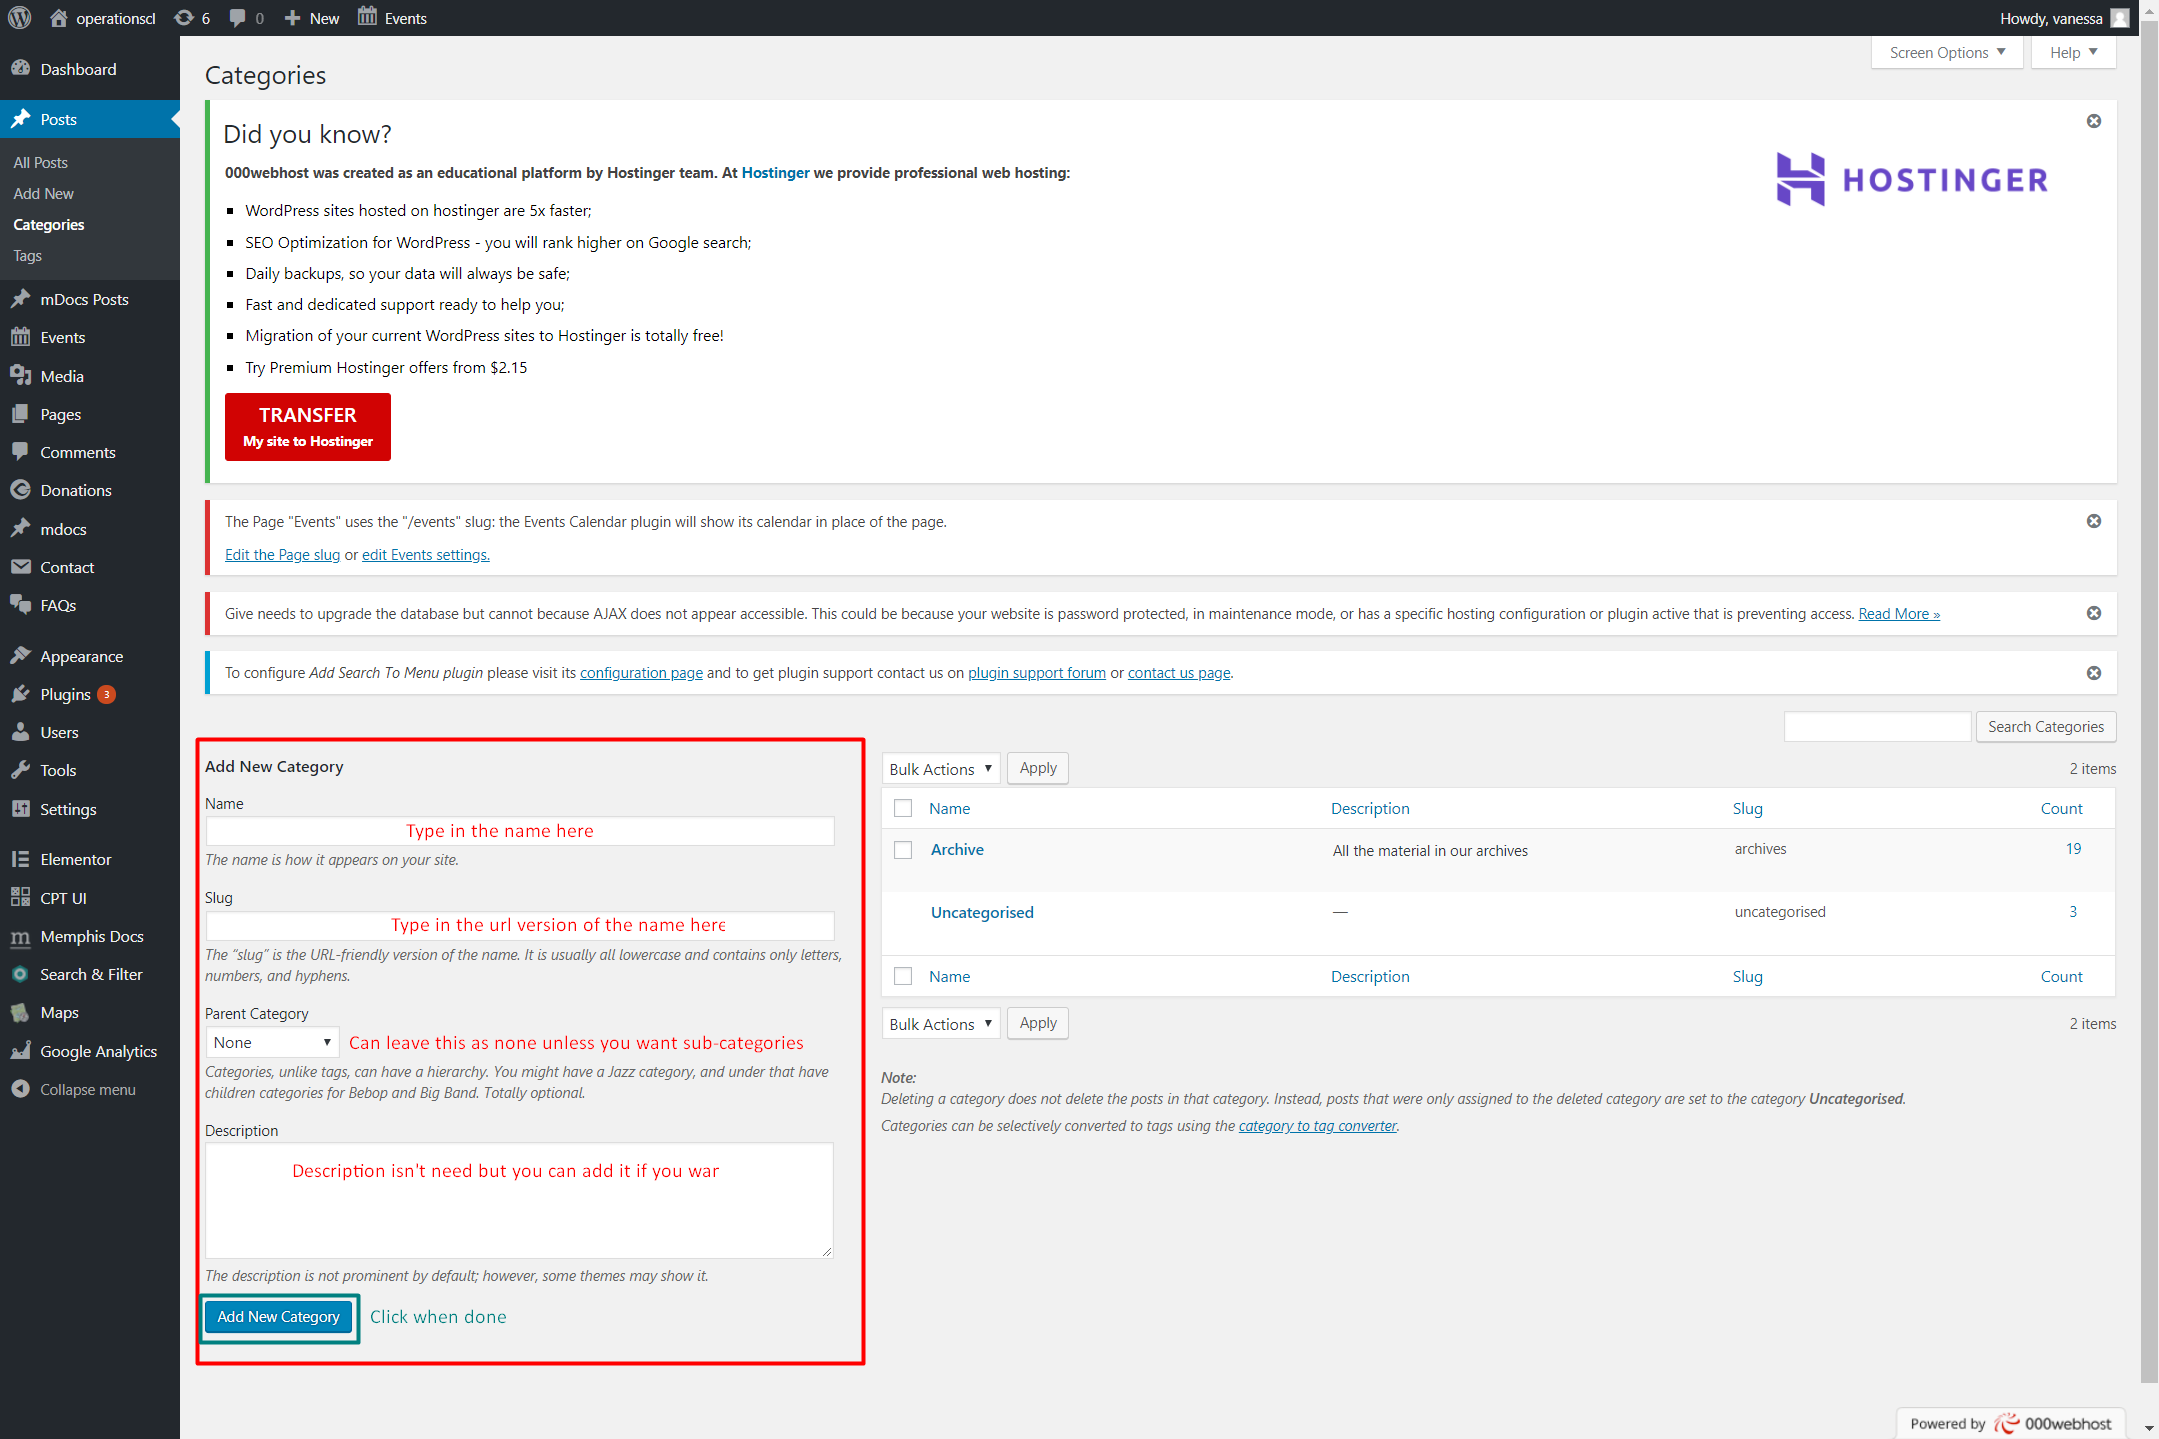 operationscl
6
0
New
Events
Howdy, vanessa
Dashboard
Posts
All Posts
Add New
Categories
Tags
mDocs Posts
Events
Media
Pages
Comments
Donations
mdocs
Contact
FAQs
Appearance
Plugins 3
Users
Tools
Settings
Elementor
CPT UI
m Memphis Docs
Search & Filter
Maps
Google Analytics
Collapse menu
Screen Options ▼
Help ▼
Categories
Did you know?
000webhost was created as an educational platform by Hostinger team. At Hostinger we provide professional web hosting:
▪ WordPress sites hosted on hostinger are 5x faster;
▪ SEO Optimization for WordPress - you will rank higher on Google search;
▪ Daily backups, so your data will always be safe;
▪ Fast and dedicated support ready to help you;
▪ Migration of your current WordPress sites to Hostinger is totally free!
▪ Try Premium Hostinger offers from $2.15
TRANSFER
My site to Hostinger
HOSTINGER
The Page "Events" uses the "/events" slug: the Events Calendar plugin will show its calendar in place of the page.
Edit the Page slug or edit Events settings.
Give needs to upgrade the database but cannot because AJAX does not appear accessible. This could be because your website is password protected, in maintenance mode, or has a specific hosting configuration or plugin active that is preventing access. Read More »
To configure Add Search To Menu plugin please visit its configuration page and to get plugin support contact us on plugin support forum or contact us page.
Search Categories
Add New Category
Name
Type in the name here
The name is how it appears on your site.
Slug
Type in the url version of the name here
The “slug” is the URL-friendly version of the name. It is usually all lowercase and contains only letters,
numbers, and hyphens.
Parent Category
None ▼
Can leave this as none unless you want sub-categories
Categories, unlike tags, can have a hierarchy. You might have a Jazz category, and under that have
children categories for Bebop and Big Band. Totally optional.
Description
Description isn't need but you can add it if you war
The description is not prominent by default; however, some themes may show it.
Add New Category
Click when done
Bulk Actions ▼ Apply
2 items
Name Description Slug Count
Archive All the material in our archives archives 19
Uncategorised — uncategorised 3
Name Description Slug Count
Bulk Actions ▼ Apply
2 items
Note:
Deleting a category does not delete the posts in that category. Instead, posts that were only assigned to the deleted category are set to the category Uncategorised.
Categories can be selectively converted to tags using the category to tag converter.
Powered by 000webhost